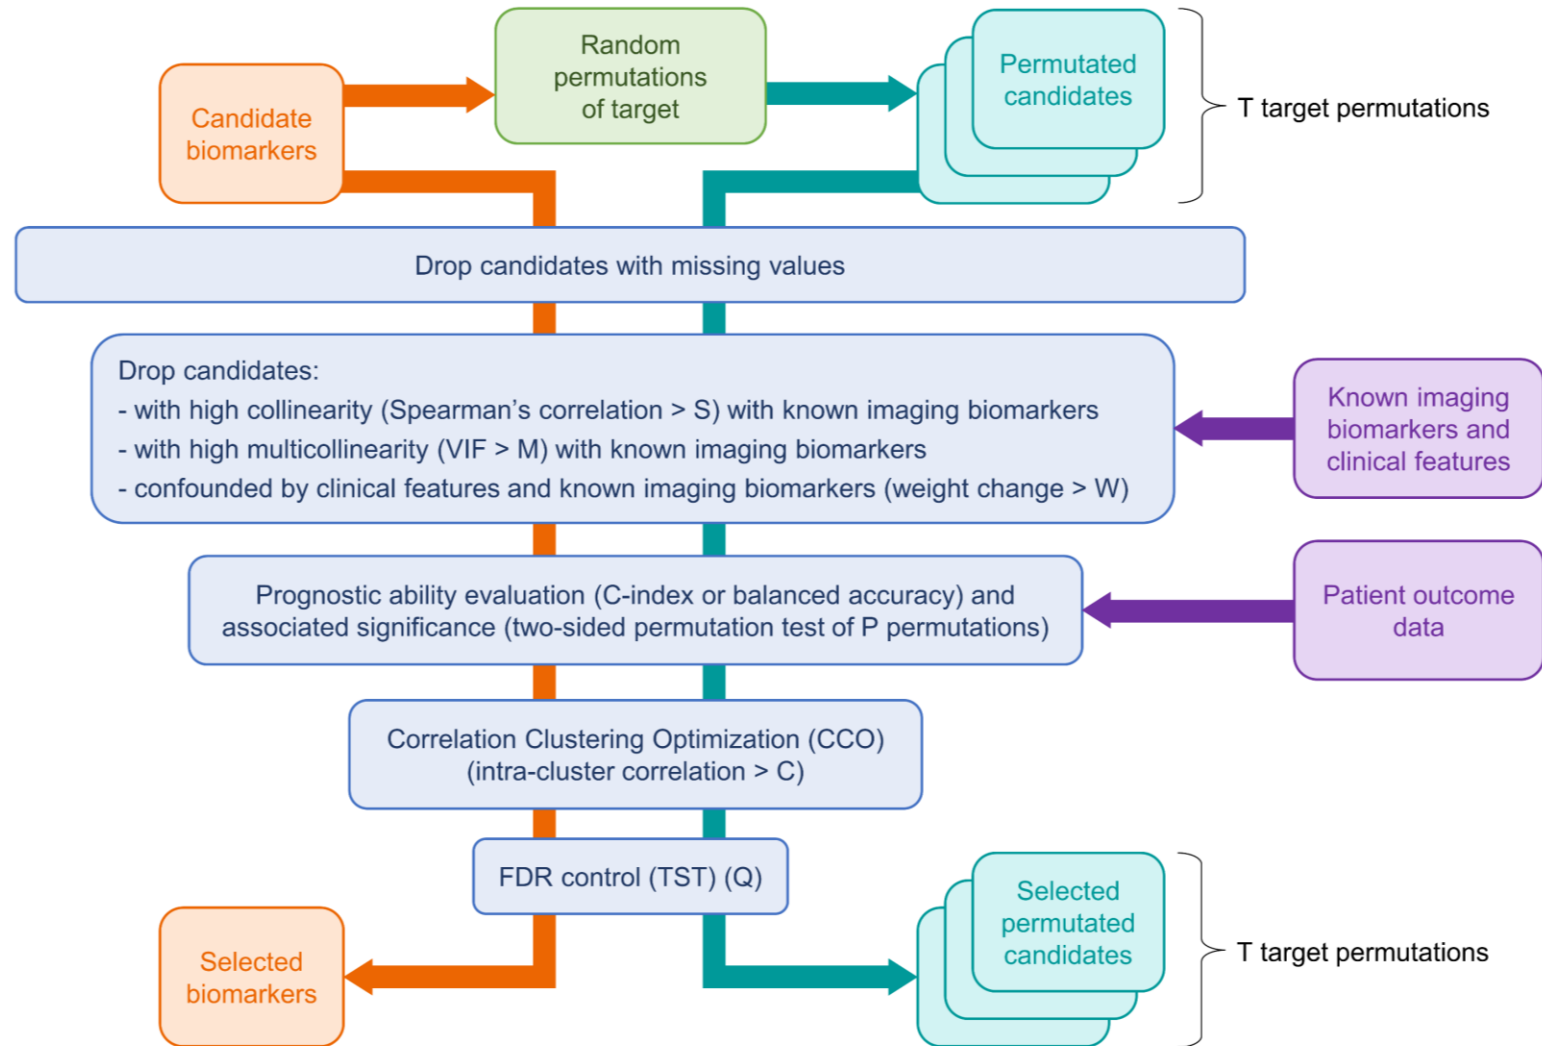 Candidate
biomarkers
Random
permutations
of target
Permutated
candidates
T target permutations
Drop candidates with missing values
Drop candidates:
- with high collinearity (Spearman's correlation > S) with known imaging biomarkers
- with high multicollinearity (VIF > M) with known imaging biomarkers
- confounded by clinical features and known imaging biomarkers (weight change > W)
Known imaging
biomarkers and
clinical features
Prognostic ability evaluation (C-index or balanced accuracy) and
associated significance (two-sided permutation test of P permutations)
Patient outcome
data
Correlation Clustering Optimization (CCO)
(intra-cluster correlation > C)
FDR control (TST) (Q)
Selected
biomarkers
Selected
permutated
candidates
T target permutations